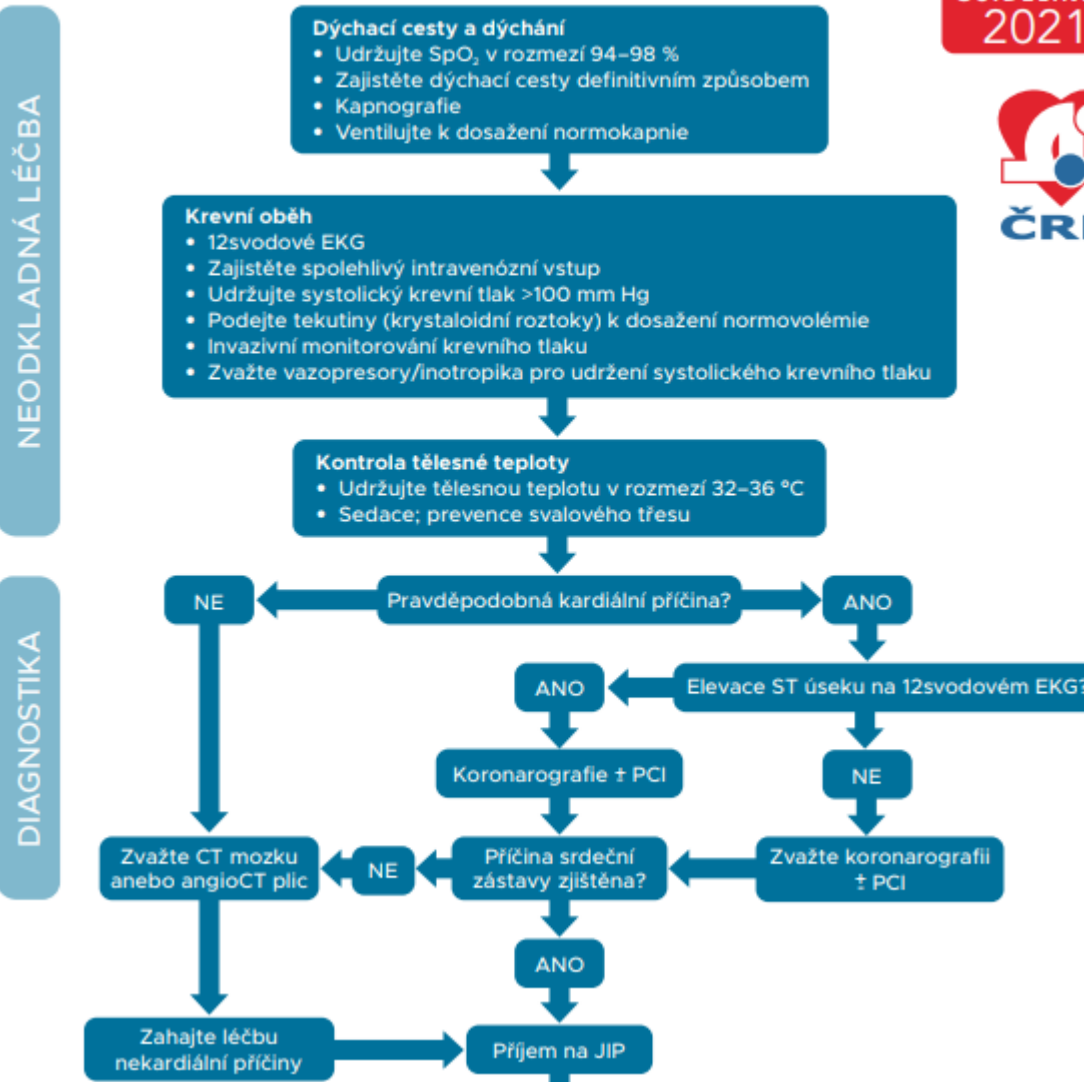 2021
ČR
NEODKLADNÁ LÉČBA
Dýchací cesty a dýchání
• Udržujte SpO₂ v rozmezí 94–98 %
• Zajistěte dýchací cesty definitivním způsobem
• Kapnografie
• Ventilujte k dosažení normokapnie
Krevní oběh
• 12svodové EKG
• Zajistěte spolehlivý intravenózní vstup
• Udržujte systolický krevní tlak >100 mm Hg
• Podejte tekutiny (krystaloidní roztoky) k dosažení normovolémie
• Invazivní monitorování krevního tlaku
• Zvažte vazopresory/inotropika pro udržení systolického krevního tlaku
Kontrola tělesné teploty
• Udržujte tělesnou teplotu v rozmezí 32–36 °C
• Sedace; prevence svalového třesu
DIAGNOSTIKA
NE
Pravděpodobná kardiální příčina?
ANO
ANO
Elevace ST úseku na 12svodovém EKG?
Koronarografie ± PCI
NE
Zvažte CT mozku
anebo angioCT plic
NE
Příčina srdeční
zástavy zjištěna?
Zvažte koronarografii
± PCI
ANO
Zahajte léčbu
nekardiální příčiny
Příjem na JIP